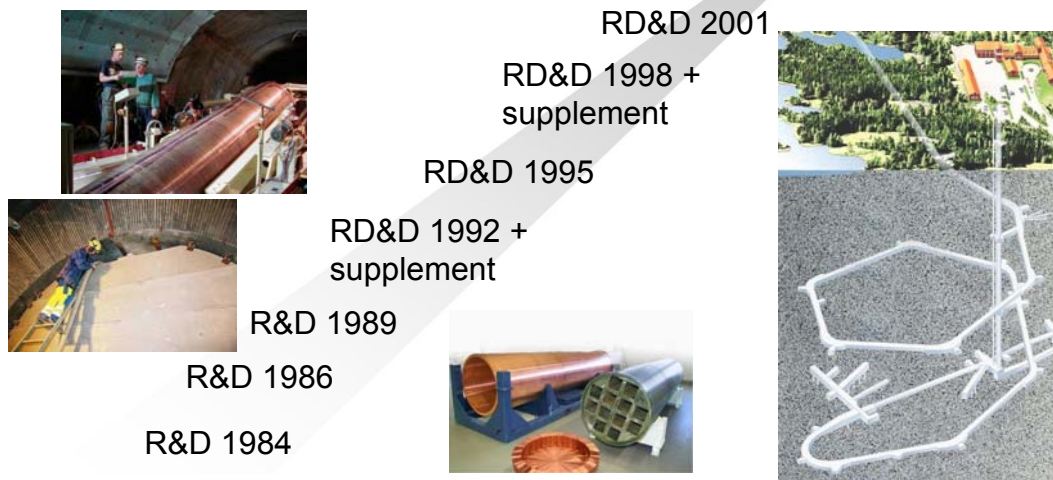 RD&D 2001
RD&D 1998 +
supplement
RD&D 1995
RD&D 1992 +
supplement
R&D 1989
R&D 1986
R&D 1984